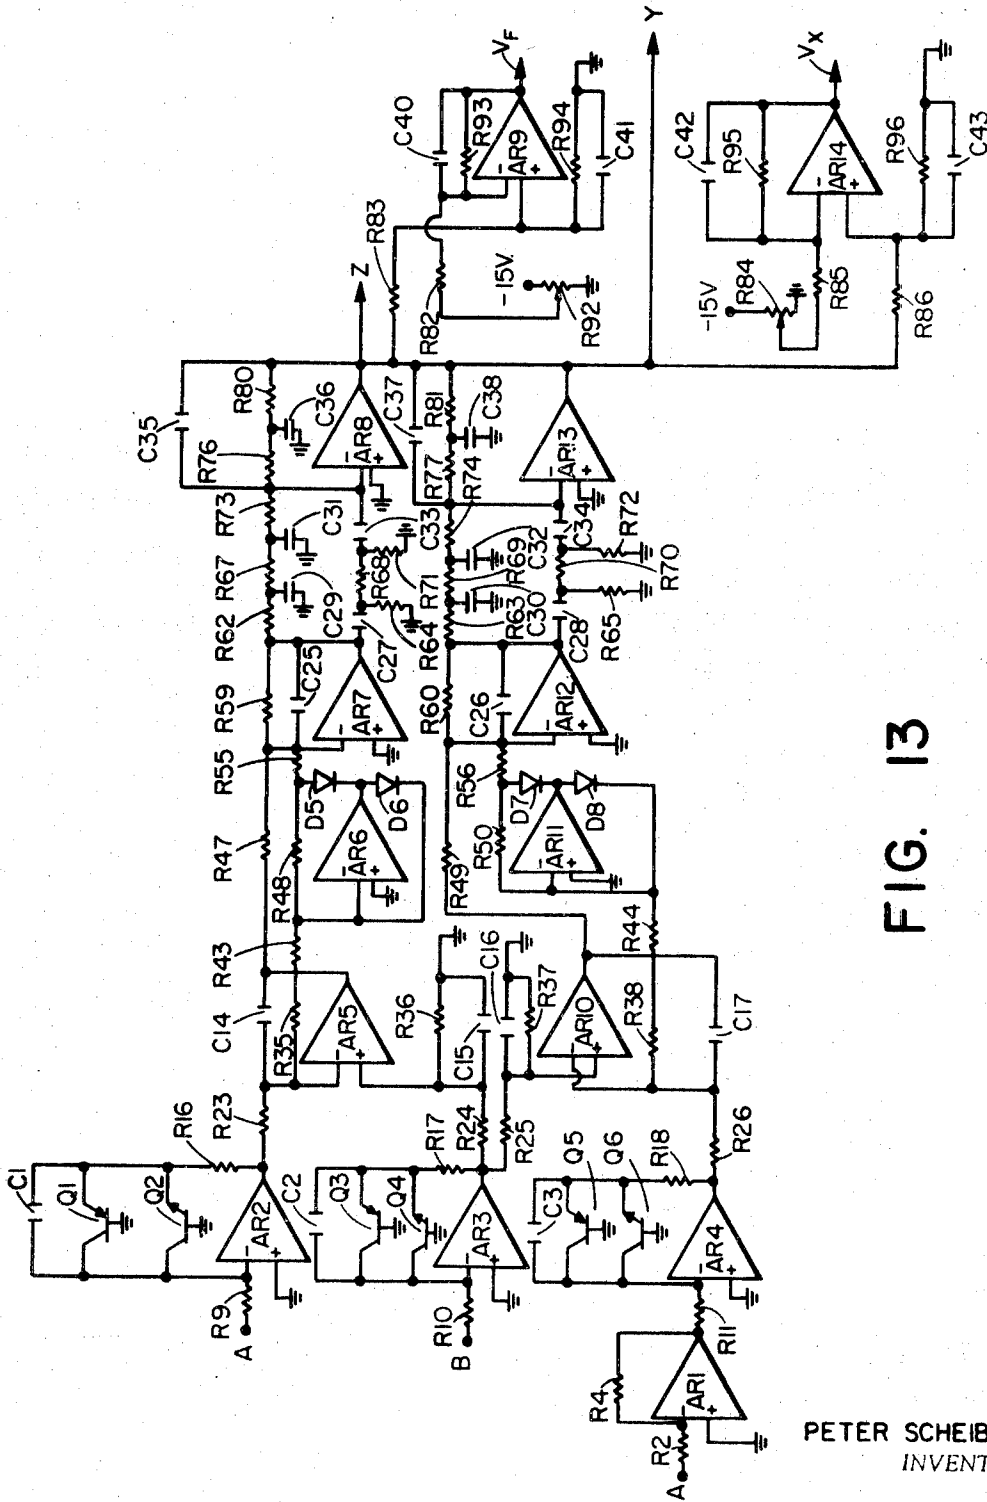 C1
Q1
Q2
R16
R9
A
AR2
-
+
R23
C14
R35
AR5
-
+
R43
R47
R48
D5
D6
AR6
-
+
R55
R59
C25
AR7
-
+
R62
R67
R73
R76
R80
C35
C29
C31
C36
C27
R64
R68
R71
C33
AR8
-
+
Z
C37
R83
R82
-15V.
R92
C40
R93
AR9
-
+
VF
R94
C41
C2
Q3
Q4
R17
R10
B
AR3
-
+
R24
R25
R36
C15
C16
R37
AR10
-
+
R49
R50
D7
D8
AR11
-
+
R56
R60
C26
AR12
-
+
R63
C30
R69
C32
R74
R77
R81
C38
C28
R65
R70
C34
R72
AR13
-
+
Y
C3
Q5
Q6
R18
R11
AR4
-
+
R26
R38
R44
C17
R4
R2
A
AR1
-
+
-15V
R84
R85
R86
C42
R95
AR14
-
+
VX
R96
C43
FIG. 13
PETER SCHEIB
INVENT